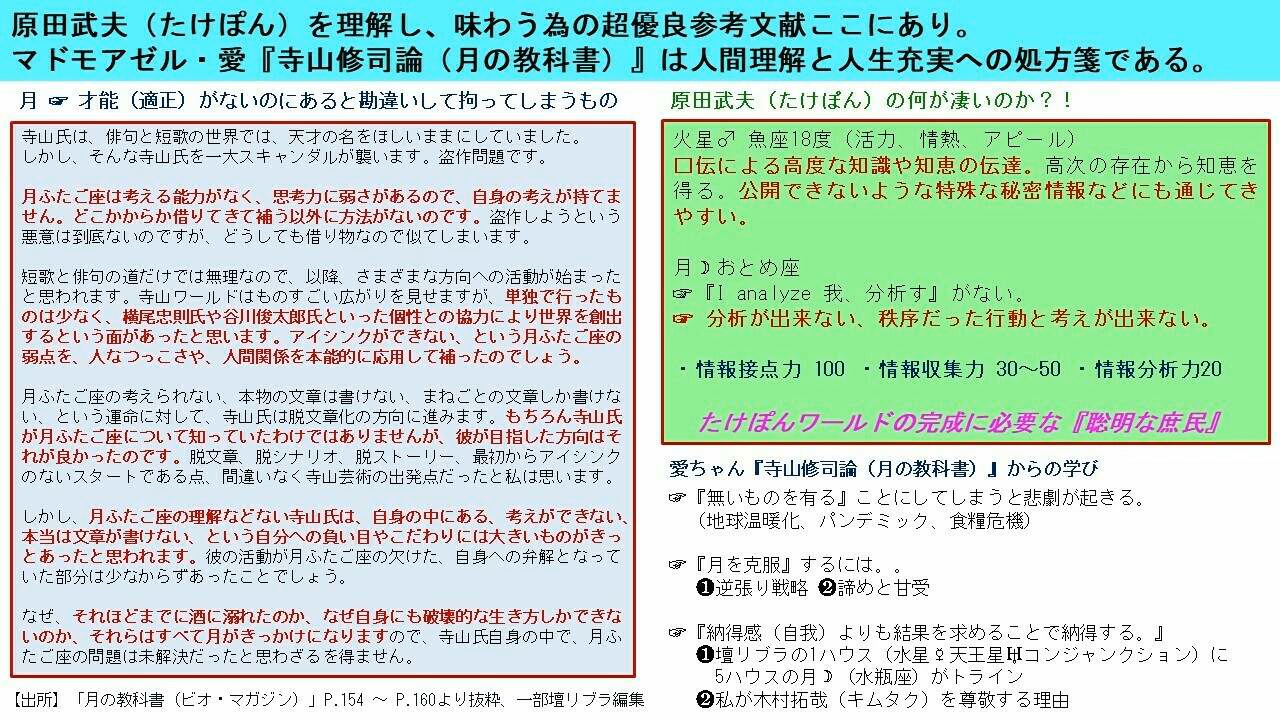 原田武夫（たけぽん）を理解し、味わう為の超優良参考文献ここにあり。
マドモアゼル・愛『寺山修司論（月の教科書）』は人間理解と人生充実への処方箋である。
月 ☞ 才能（適正）がないのにあると勘違いして拘ってしまうもの
寺山氏は、俳句と短歌の世界では、天才の名をほしいままにしていました。
しかし、そんな寺山氏を一大スキャンダルが襲います。盗作問題です。
月ふたご座は考える能力がなく、思考力に弱さがあるので、自身の考えが持てま
せん。どこかからか借りてきて補う以外に方法がないのです。盗作しようという
悪意は到底ないのですが、どうしても借り物なので似てしまいます。
短歌と俳句の道だけでは無理なので、以降、さまざまな方向への活動が始まった
と思われます。寺山ワールドはものすごい広がりを見せますが、単独で行ったも
のは少なく、横尾忠則氏や谷川俊太郎氏といった個性との協力により世界を創出
するという面があったと思います。アイシンクができない、という月ふたご座の
弱点を、人なつっこさや、人間関係を本能的に応用して補ったのでしょう。
月ふたご座の考えられない、本物の文章は書けない、まねごとの文章しか書けな
い、という運命に対して、寺山氏は脱文章化の方向に進みます。もちろん寺山氏
が月ふたご座について知っていたわけではありませんが、彼が目指した方向はそ
れが良かったのです。脱文章、脱シナリオ、脱ストーリー、最初からアイシンク
のないスタートである点、間違いなく寺山芸術の出発点だったと私は思います。
しかし、月ふたご座の理解などない寺山氏は、自身の中にある、考えができない、
本当は文章が書けない、という自分への負い目やこだわりには大きいものがきっ
とあったと思われます。彼の活動が月ふたご座の欠けた、自身への弁解となって
いた部分は少なからずあったことでしょう。
なぜ、それほどまでに酒に溺れたのか、なぜ自身にも破壊的な生き方しかできな
いのか、それらはすべて月がきっかけになりますので、寺山氏自身の中で、月ふ
たご座の問題は未解決だったと思わざるを得ません。
【出所】「月の教科書（ビオ・マガジン）」P.154 ～ P.160より抜粋、一部壇リブラ編集
原田武夫（たけぽん）の何が凄いのか？！
火星♂ 魚座18度（活力、情熱、アピール）
口伝による高度な知識や知恵の伝達。高次の存在から知恵を
得る。公開できないような特殊な秘密情報などにも通じてき
やすい。
月☽おとめ座
☞『I analyze 我、分析す』がない。
☞ 分析が出来ない、秩序だった行動と考えが出来ない。
・情報接点力 100 ・情報収集力 30～50 ・情報分析力20
たけぽんワールドの完成に必要な『聡明な庶民』
愛ちゃん『寺山修司論（月の教科書）』からの学び
☞『無いものを有る』ことにしてしまうと悲劇が起きる。
（地球温暖化、パンデミック、食糧危機）
☞『月を克服』するには。。
❶逆張り戦略 ❷諦めと甘受
☞『納得感（自我）よりも結果を求めることで納得する。』
❶壇リブラの1ハウス（水星☿天王星♅コンジャンクション）に
5ハウスの月☽（水瓶座）がトライン
❷私が木村拓哉（キムタク）を尊敬する理由